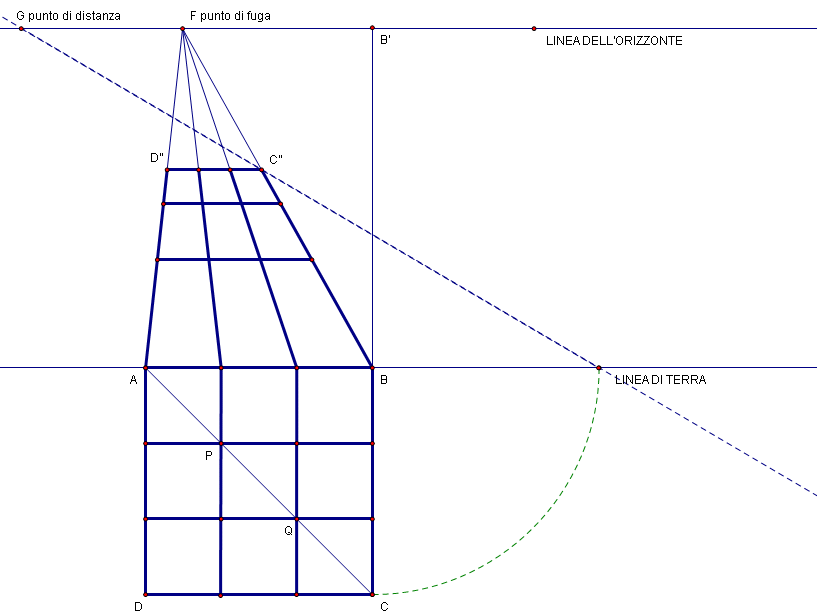 G punto di distanza
F punto di fuga
B'
LINEA DELL'ORIZZONTE
D''
C''
A
B
LINEA DI TERRA
P
Q
D
C